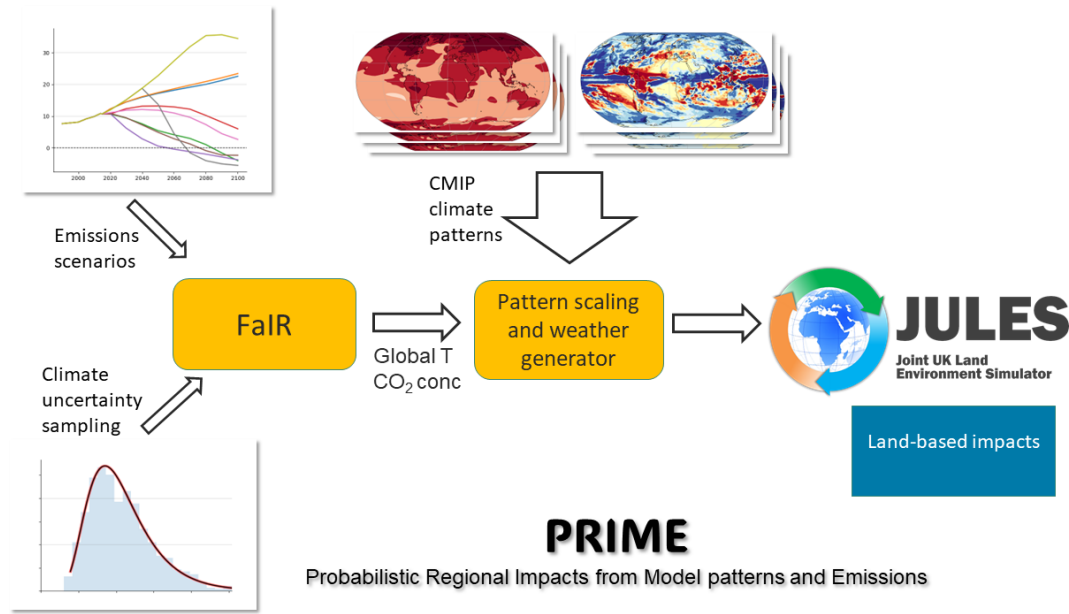 30
20
10
0
2000 2020 2040 2060 2080 2100
Emissions
scenarios
CMIP
climate
patterns
FaIR
Global T
CO₂ conc
Pattern scaling
and weather
generator
JULES
Joint UK Land
Environment Simulator
Land-based impacts
Climate
uncertainty
sampling
PRIME
Probabilistic Regional Impacts from Model patterns and Emissions